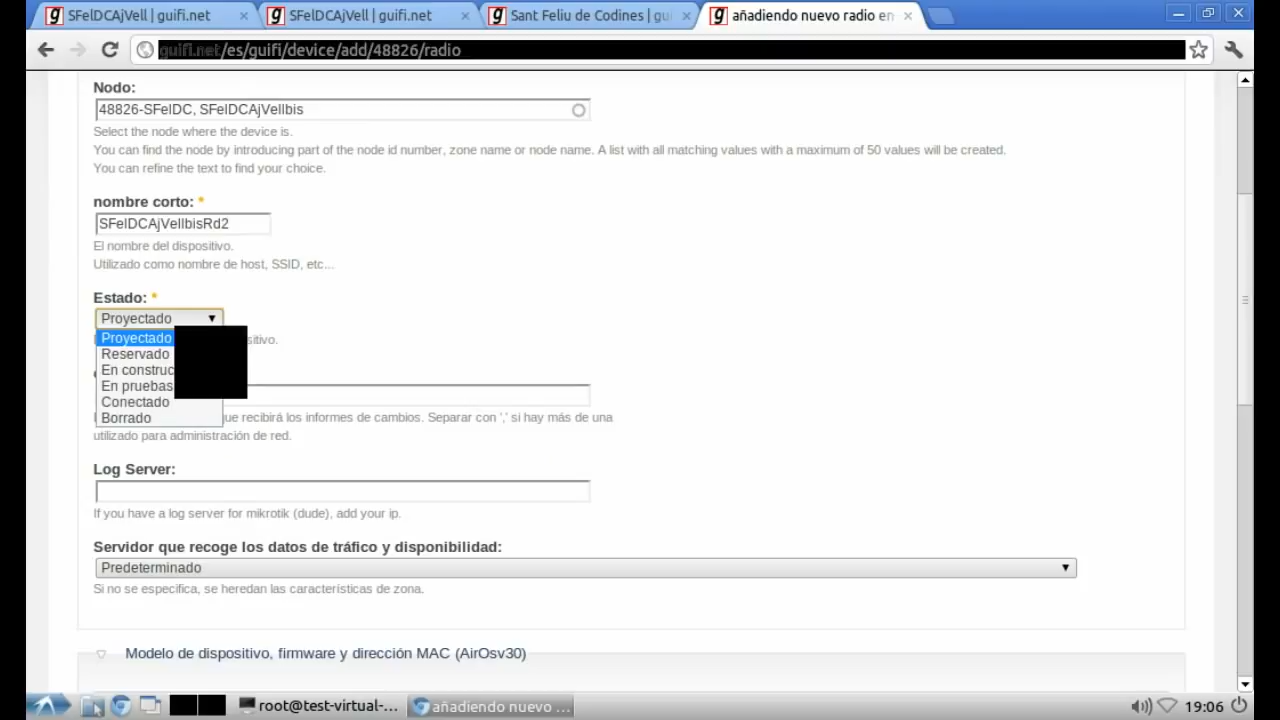 SFelDCAjVell | guifi.net
SFelDCAjVell | guifi.net
Sant Feliu de Codines | gui
añadiendo nuevo radio en
guifi.net/es/guifi/device/add/48826/radio
Nodo:
48826-SFelDC, SFelDCAjVellbis
Select the node where the device is.
You can find the node by introducing part of the node id number, zone name or node name. A list with all matching values with a maximum of 50 values will be created.
You can refine the text to find your choice.
nombre corto: *
SFelDCAjVellbisRd2
El nombre del dispositivo.
Utilizado como nombre de host, SSID, etc...
Estado: *
Proyectado
Proyectado
sitivo.
Reservado
En construc
En pruebas
Conectado
Borrado
ue recibirá los informes de cambios. Separar con ',' si hay más de una
utilizado para administración de red.
Log Server:
If you have a log server for mikrotik (dude), add your ip.
Servidor que recoge los datos de tráfico y disponibilidad:
Predeterminado
Si no se especifica, se heredan las características de zona.
Modelo de dispositivo, firmware y dirección MAC (AirOsv30)
root@test-virtual-...
añadiendo nuevo ...
19:06